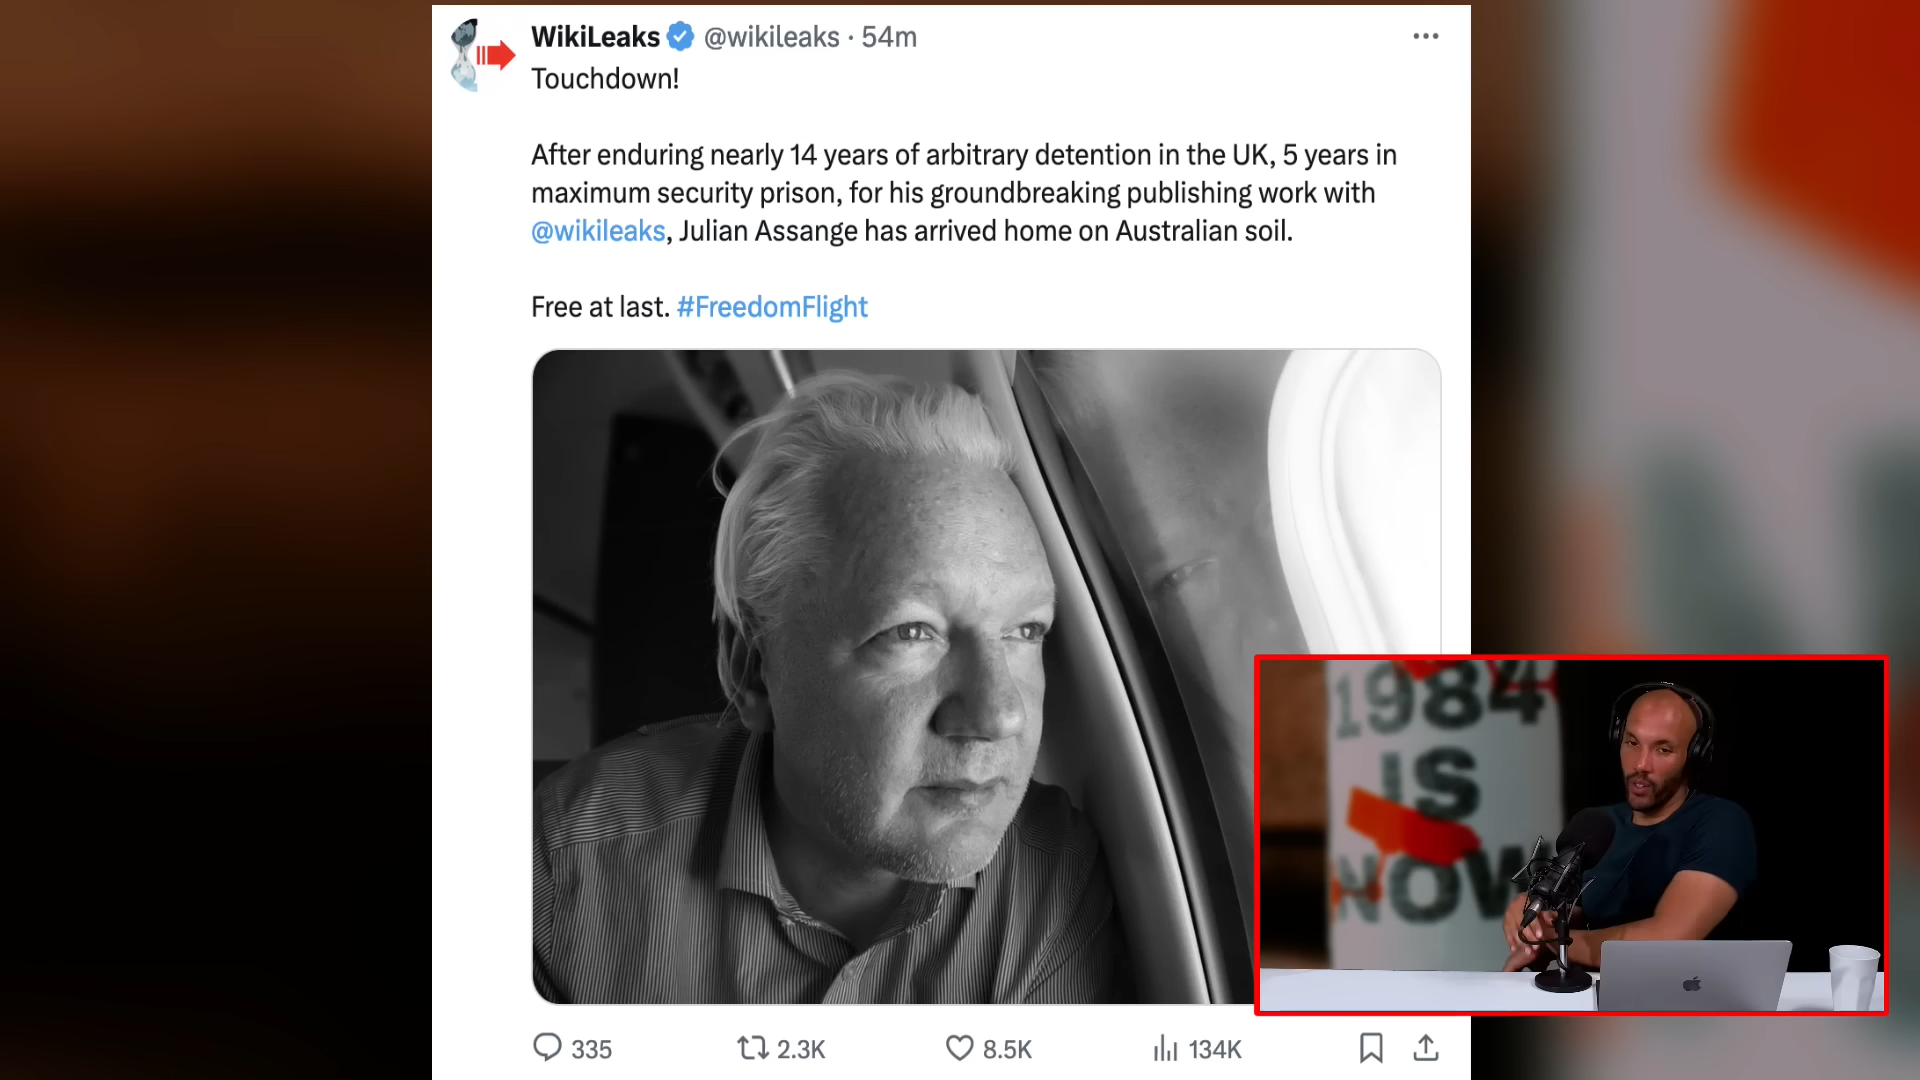 WikiLeaks @wikileaks · 54m
Touchdown!
After enduring nearly 14 years of arbitrary detention in the UK, 5 years in
maximum security prison, for his groundbreaking publishing work with
@wikileaks, Julian Assange has arrived home on Australian soil.
Free at last. #FreedomFlight
335 2.3K 8.5K 134K
1984
IS
NOW